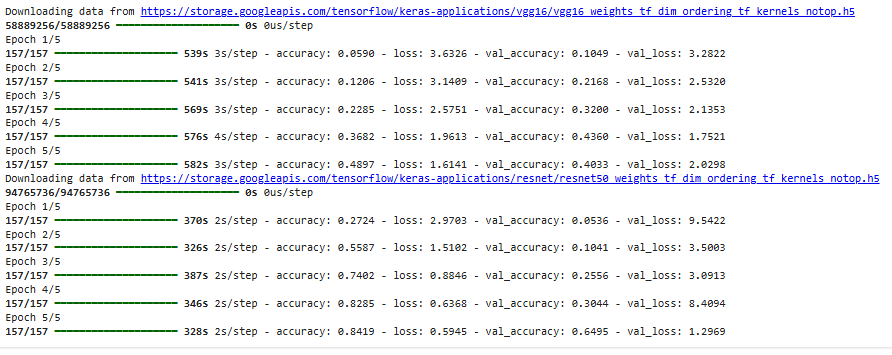 Downloading data from https://storage.googleapis.com/tensorflow/keras-applications/vgg16/vgg16_weights_tf_dim_ordering_tf_kernels_notop.h5
58889256/58889256 ━━━━━━━━━━━━━━━━━━━━ 0s 0us/step
Epoch 1/5
157/157 ━━━━━━━━━━━━━━━━━━━━ 539s 3s/step - accuracy: 0.0590 - loss: 3.6326 - val_accuracy: 0.1049 - val_loss: 3.2822
Epoch 2/5
157/157 ━━━━━━━━━━━━━━━━━━━━ 541s 3s/step - accuracy: 0.1206 - loss: 3.1409 - val_accuracy: 0.2168 - val_loss: 2.5320
Epoch 3/5
157/157 ━━━━━━━━━━━━━━━━━━━━ 569s 3s/step - accuracy: 0.2285 - loss: 2.5751 - val_accuracy: 0.3200 - val_loss: 2.1353
Epoch 4/5
157/157 ━━━━━━━━━━━━━━━━━━━━ 576s 4s/step - accuracy: 0.3682 - loss: 1.9613 - val_accuracy: 0.4360 - val_loss: 1.7521
Epoch 5/5
157/157 ━━━━━━━━━━━━━━━━━━━━ 582s 3s/step - accuracy: 0.4897 - loss: 1.6141 - val_accuracy: 0.4033 - val_loss: 2.0298
Downloading data from https://storage.googleapis.com/tensorflow/keras-applications/resnet/resnet50_weights_tf_dim_ordering_tf_kernels_notop.h5
94765736/94765736 ━━━━━━━━━━━━━━━━━━━━ 0s 0us/step
Epoch 1/5
157/157 ━━━━━━━━━━━━━━━━━━━━ 370s 2s/step - accuracy: 0.2724 - loss: 2.9703 - val_accuracy: 0.0536 - val_loss: 9.5422
Epoch 2/5
157/157 ━━━━━━━━━━━━━━━━━━━━ 326s 2s/step - accuracy: 0.5587 - loss: 1.5102 - val_accuracy: 0.1041 - val_loss: 3.5003
Epoch 3/5
157/157 ━━━━━━━━━━━━━━━━━━━━ 387s 2s/step - accuracy: 0.7402 - loss: 0.8846 - val_accuracy: 0.2556 - val_loss: 3.0913
Epoch 4/5
157/157 ━━━━━━━━━━━━━━━━━━━━ 346s 2s/step - accuracy: 0.8285 - loss: 0.6368 - val_accuracy: 0.3044 - val_loss: 8.4094
Epoch 5/5
157/157 ━━━━━━━━━━━━━━━━━━━━ 328s 2s/step - accuracy: 0.8419 - loss: 0.5945 - val_accuracy: 0.6495 - val_loss: 1.2969